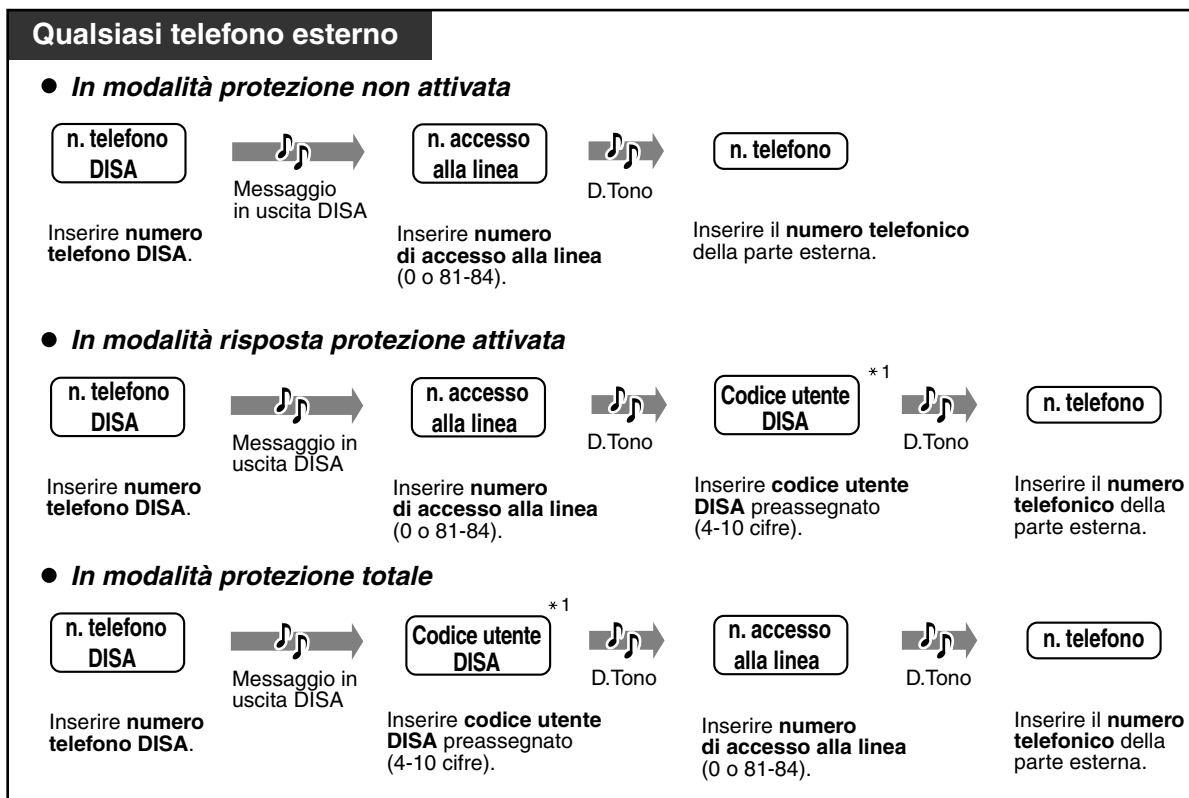 Qualsiasi telefono esterno
● In modalità protezione non attivata
n. telefono
DISA
Messaggio
in uscita DISA
n. accesso
alla linea
D.Tono
n. telefono
Inserire numero
telefono DISA.
Inserire numero
di accesso alla linea
(0 o 81-84).
Inserire il numero telefonico
della parte esterna.
● In modalità risposta protezione attivata
n. telefono
DISA
Messaggio in
uscita DISA
n. accesso
alla linea
D.Tono
Codice utente
DISA
*1
D.Tono
n. telefono
Inserire numero
telefono DISA.
Inserire numero
di accesso alla linea
(0 o 81-84).
Inserire codice utente
DISA preassegnato
(4-10 cifre).
Inserire il numero
telefonico della
parte esterna.
● In modalità protezione totale
n. telefono
DISA
Messaggio in
uscita DISA
Codice utente
DISA
*1
D.Tono
n. accesso
alla linea
D.Tono
n. telefono
Inserire numero
telefono DISA.
Inserire codice utente
DISA preassegnato
(4-10 cifre).
Inserire numero
di accesso alla linea
(0 o 81-84).
Inserire il numero
telefonico della
parte esterna.